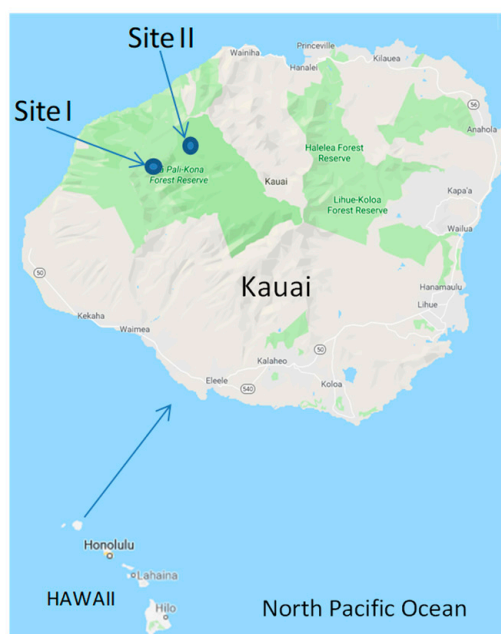 Site II
Wainiha
Princeville
Hanalei
Kilauea
Site I
56
Anahola
Halelea Forest
Reserve
Pali-Kona
Forest Reserve
Kauai
Lihue-Koloa
Forest Reserve
Kapa'a
Wailua
50
Kauai
Hanamaulu
Lihue
Kekaha
Waimea
50
Kalaheo
Eleele
540
Koloa
Honolulu
Lahaina
HAWAII
Hilo
North Pacific Ocean